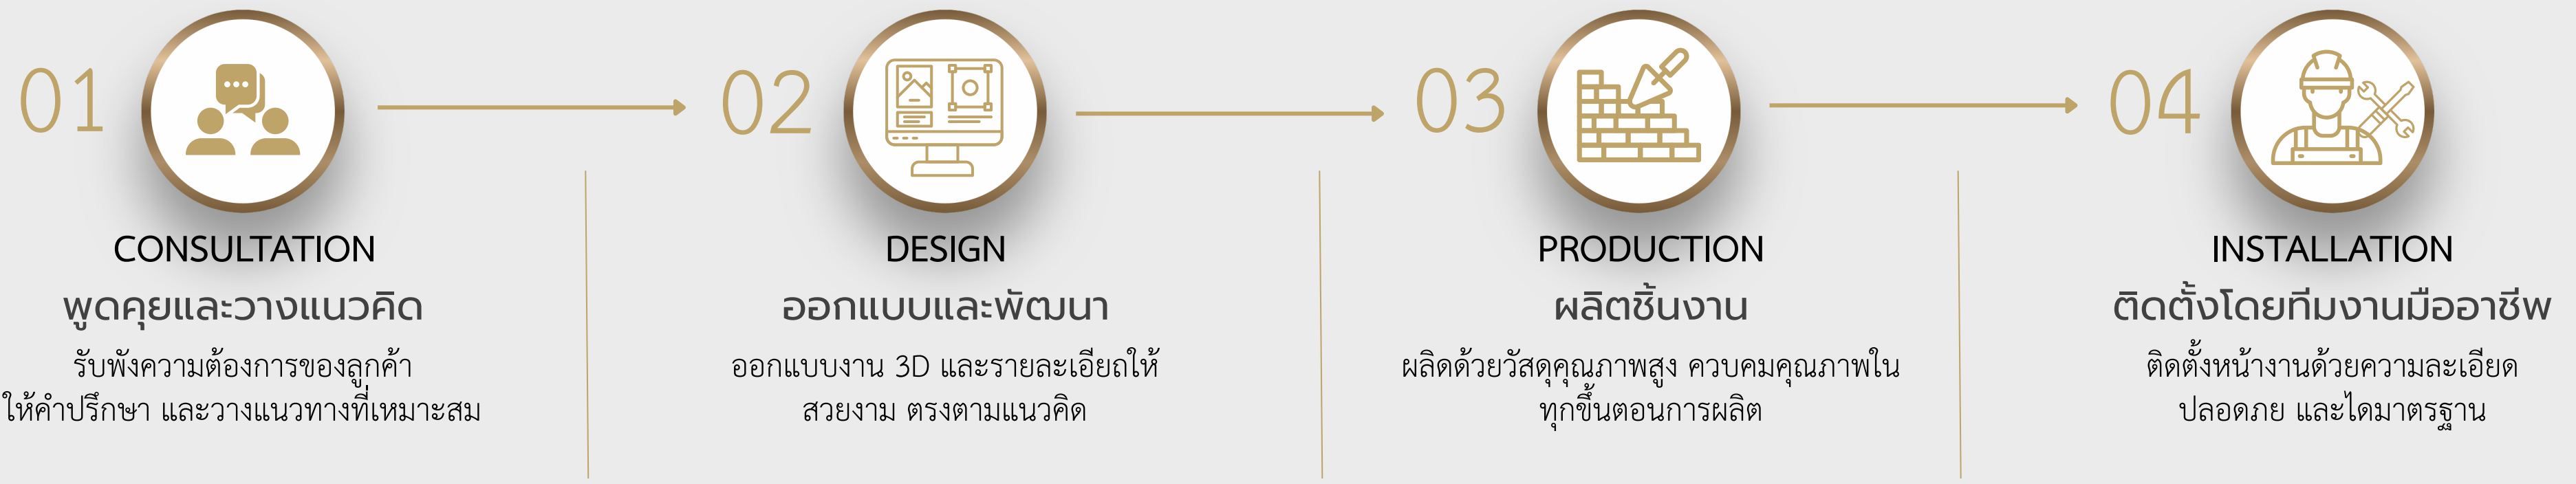 01
CONSULTATION
พูดคุยและวางแนวคิด
รับพังความต้องการของลูกค้า
ให้คำปรึกษา และวางแนวทางที่เหมาะสม
02
DESIGN
ออกแบบและพัฒนา
ออกแบบงาน 3D และรายละเอียถให้
สวยงาม ตรงตามแนวคิด
03
PRODUCTION
ผลิตชิ้นงาน
ผลิตด้วยวัสดุคุณภาพสูง ควบคมคุณภาพใน
ทุกขึ้นตอนการผลิต
04
INSTALLATION
ติดตั้งโดยทีมงานมืออาชีพ
ติดตั้งหน้างานด้วยความละเอียด
ปลอดภย และไดมาตรฐาน